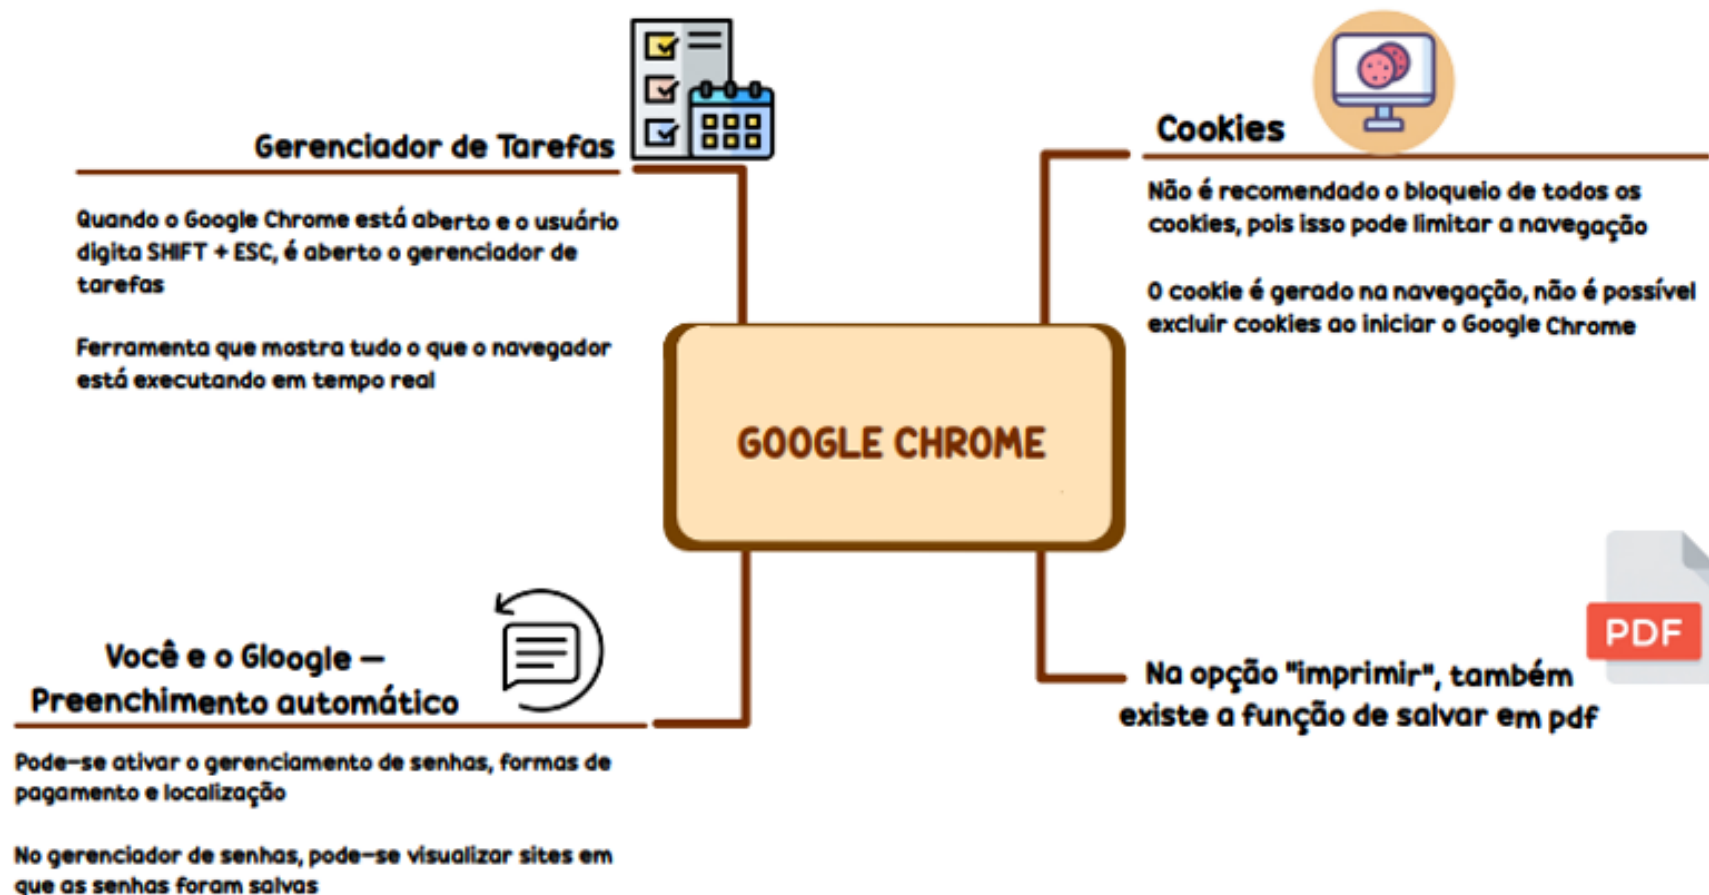 Gerenciador de Tarefas
Quando o Google Chrome está aberto e o usuário
digita SHIFT + ESC, é aberto o gerenciador de
tarefas
Ferramenta que mostra tudo o que o navegador
está executando em tempo real
Cookies
Não é recomendado o bloqueio de todos os
cookies, pois isso pode limitar a navegação
O cookie é gerado na navegação, não é possível
excluir cookies ao iniciar o Google Chrome
GOOGLE CHROME
Você e o Gloogle –
Preenchimento automático
Pode-se ativar o gerenciamento de senhas, formas de
pagamento e localização
No gerenciador de senhas, pode-se visualizar sites em
que as senhas foram salvas
PDF
Na opção "imprimir", também
existe a função de salvar em pdf